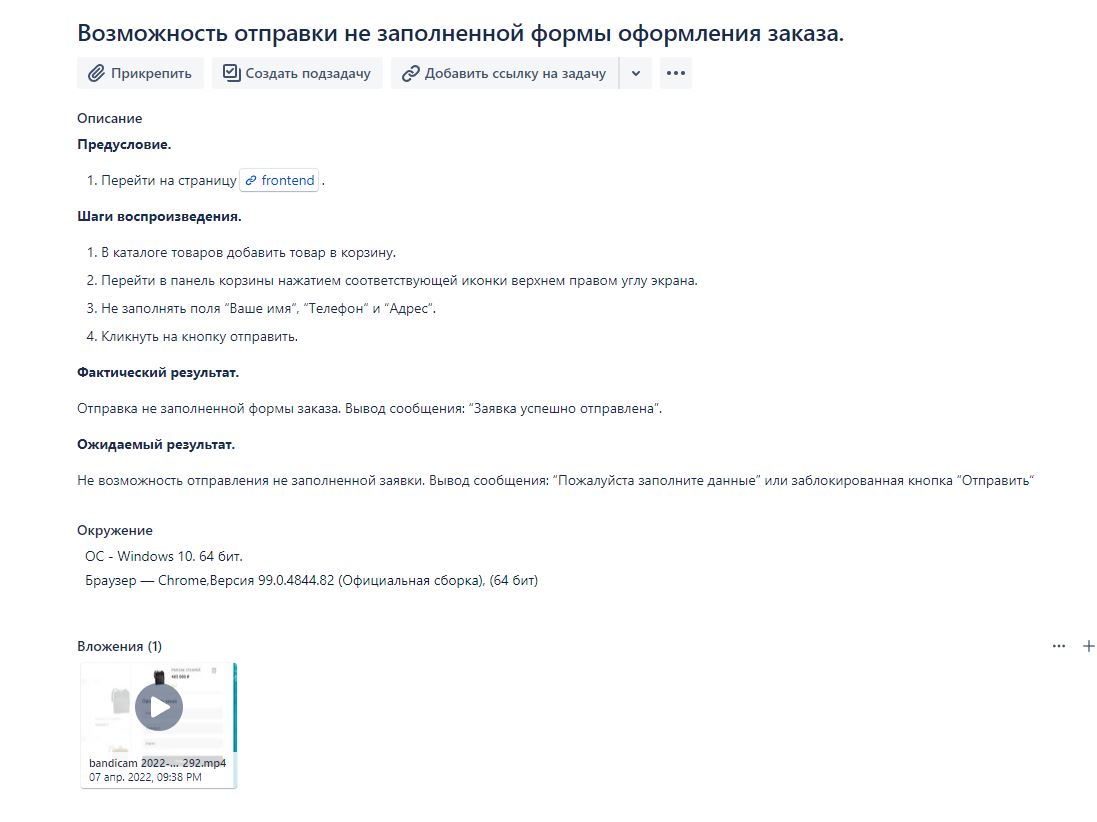 Возможность отправки не заполненной формы оформления заказа.
Прикрепить Создать подзадачу Добавить ссылку на задачу
Описание
Предусловие.
1. Перейти на страницу frontend .
Шаги воспроизведения.
1. В каталоге товаров добавить товар в корзину.
2. Перейти в панель корзины нажатием соответствующей иконки верхнем правом углу экрана.
3. Не заполнять поля “Ваше имя”, “Телефон” и “Адрес”.
4. Кликнуть на кнопку отправить.
Фактический результат.
Отправка не заполненной формы заказа. Вывод сообщения: “Заявка успешно отправлена”.
Ожидаемый результат.
Не возможность отправления не заполненной заявки. Вывод сообщения: “Пожалуйста заполните данные” или заблокированная кнопка “Отправить”
Окружение
ОС - Windows 10. 64 бит.
Браузер — Chrome,Версия 99.0.4844.82 (Официальная сборка), (64 бит)
Вложения (1)
bandicam 2022-... 292.mp4
07 апр. 2022, 09:38 PM